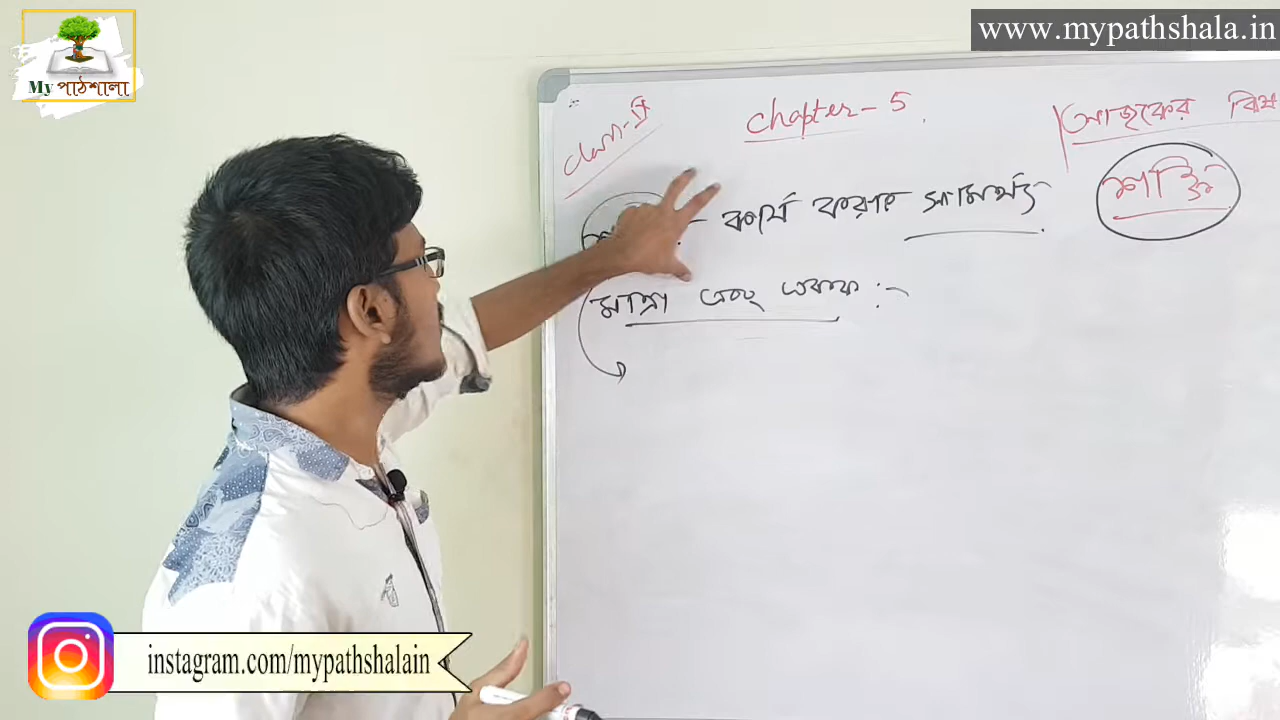 My পাঠশালা
www.mypathshala.in
Chapter - 5
আজকের বিষ
শক্তি
কার্য করার সামর্থ্য
মাত্রা এবং একক :-
instagram.com/mypathshalain